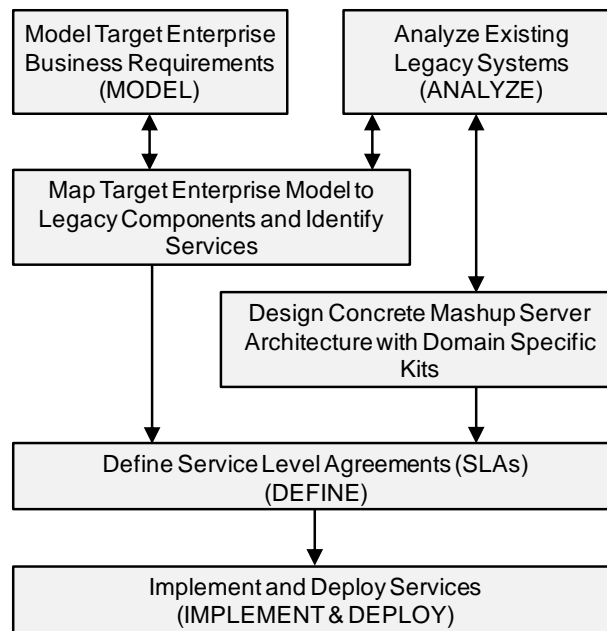 Model Target Enterprise
Business Requirements
(MODEL)
Analyze Existing
Legacy Systems
(ANALYZE)
Map Target Enterprise Model to
Legacy Components and Identify
Services
Design Concrete Mashup Server
Architecture with Domain Specific
Kits
Define Service Level Agreements (SLAs)
(DEFINE)
Implement and Deploy Services
(IMPLEMENT & DEPLOY)